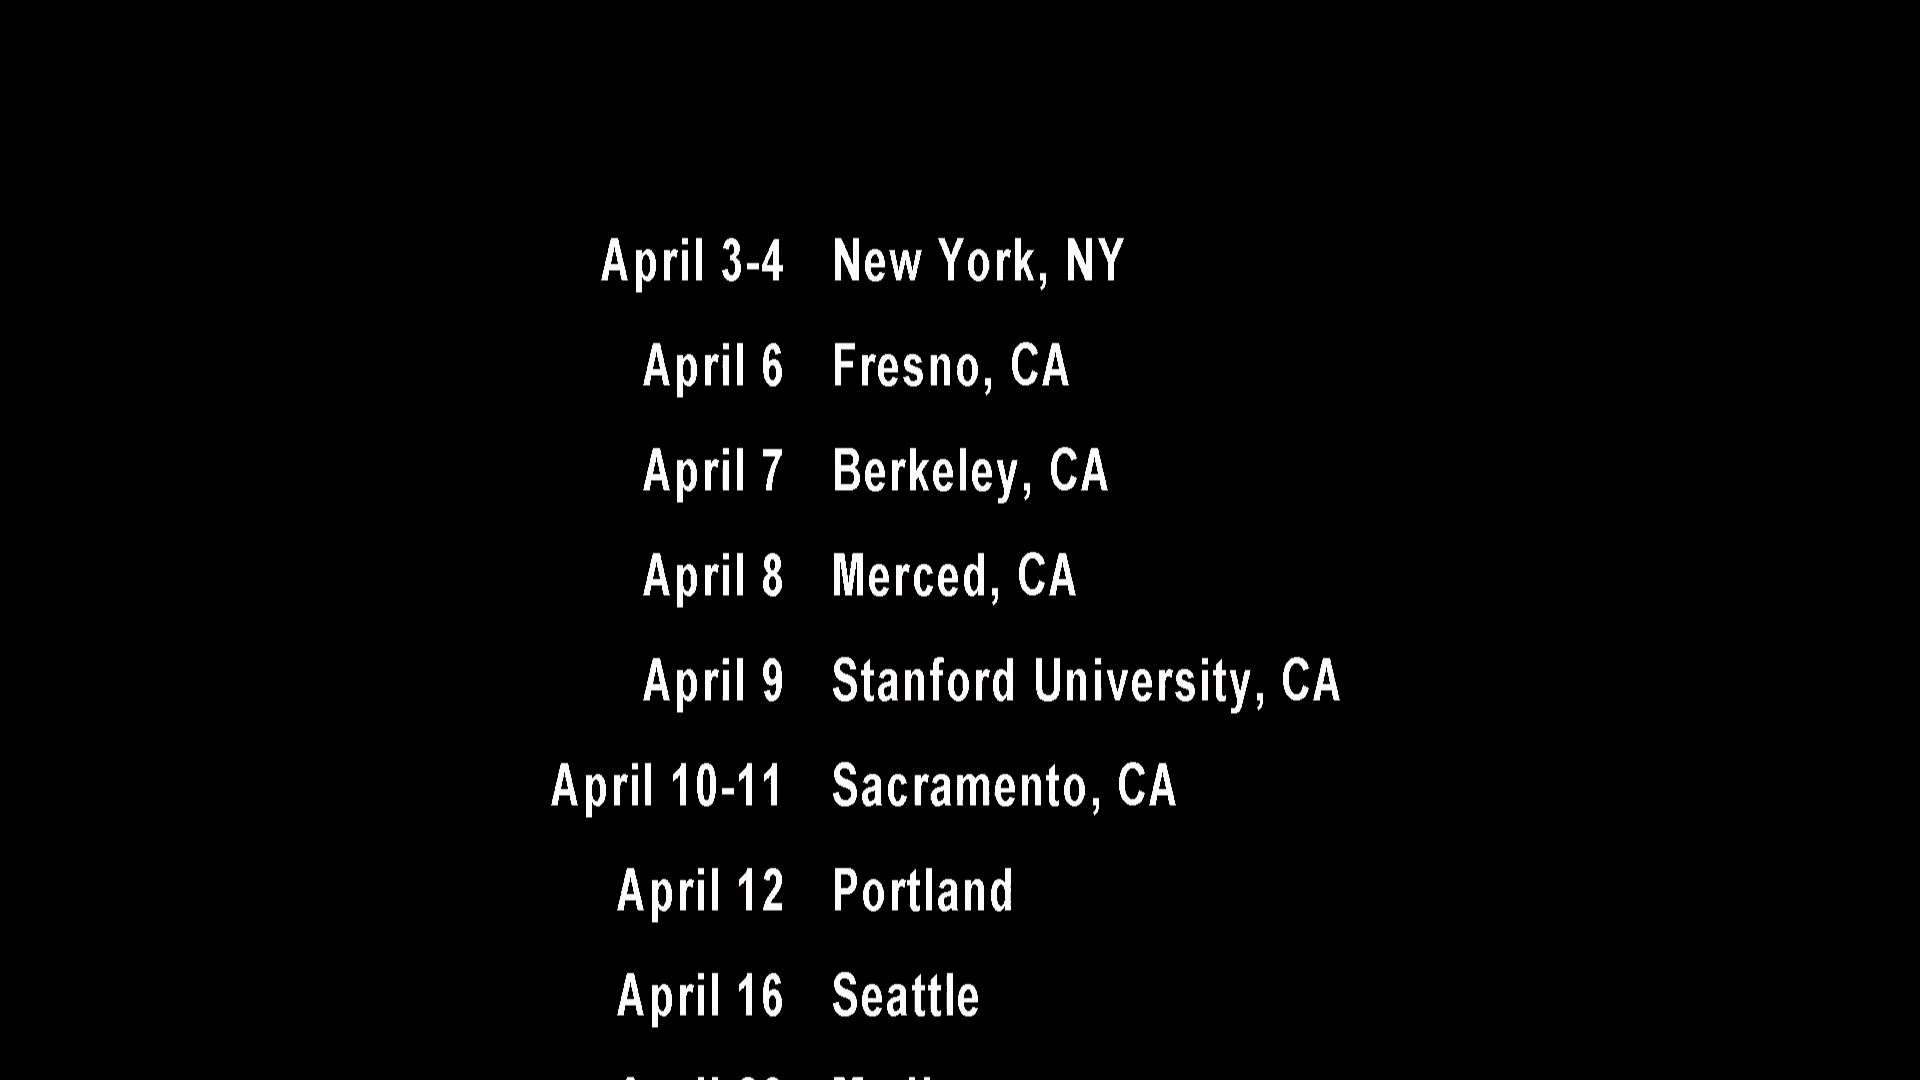 April 3-4 New York, NY
April 6 Fresno, CA
April 7 Berkeley, CA
April 8 Merced, CA
April 9 Stanford University, CA
April 10-11 Sacramento, CA
April 12 Portland
April 16 Seattle